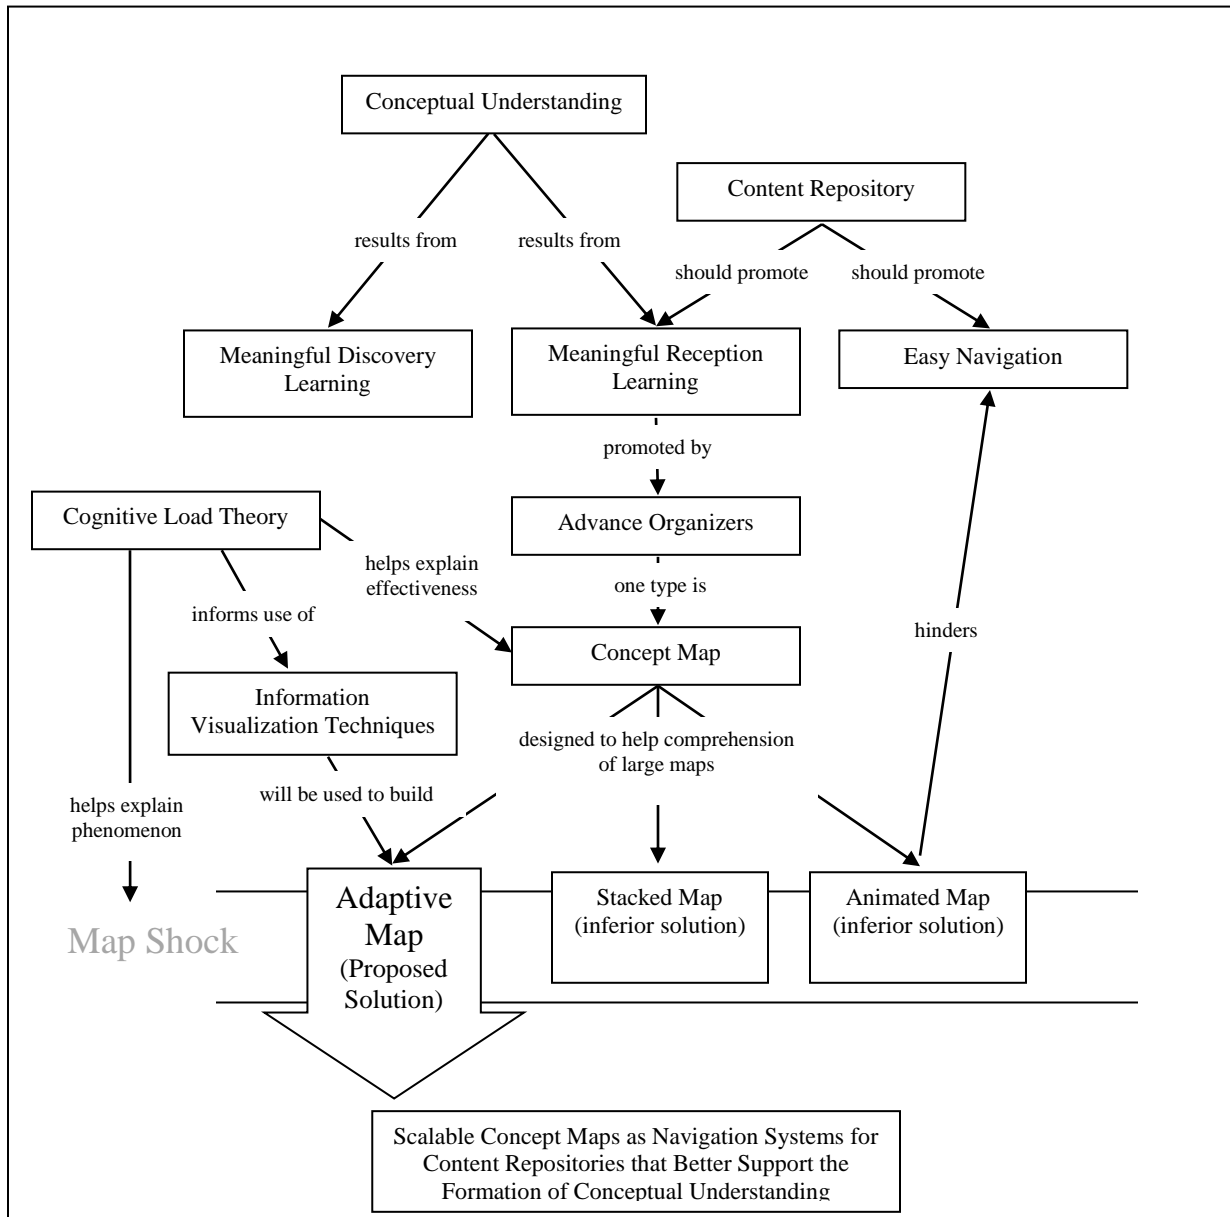 Conceptual Understanding
Content Repository
results from
results from
should promote
should promote
Meaningful Discovery
Learning
Meaningful Reception
Learning
Easy Navigation
promoted by
Cognitive Load Theory
Advance Organizers
helps explain
effectiveness
one type is
informs use of
hinders
Concept Map
Information
Visualization Techniques
designed to help comprehension
of large maps
will be used to build
helps explain
phenomenon
Map Shock
Adaptive
Map
(Proposed
Solution)
Stacked Map
(inferior solution)
Animated Map
(inferior solution)
Scalable Concept Maps as Navigation Systems for
Content Repositories that Better Support the
Formation of Conceptual Understanding